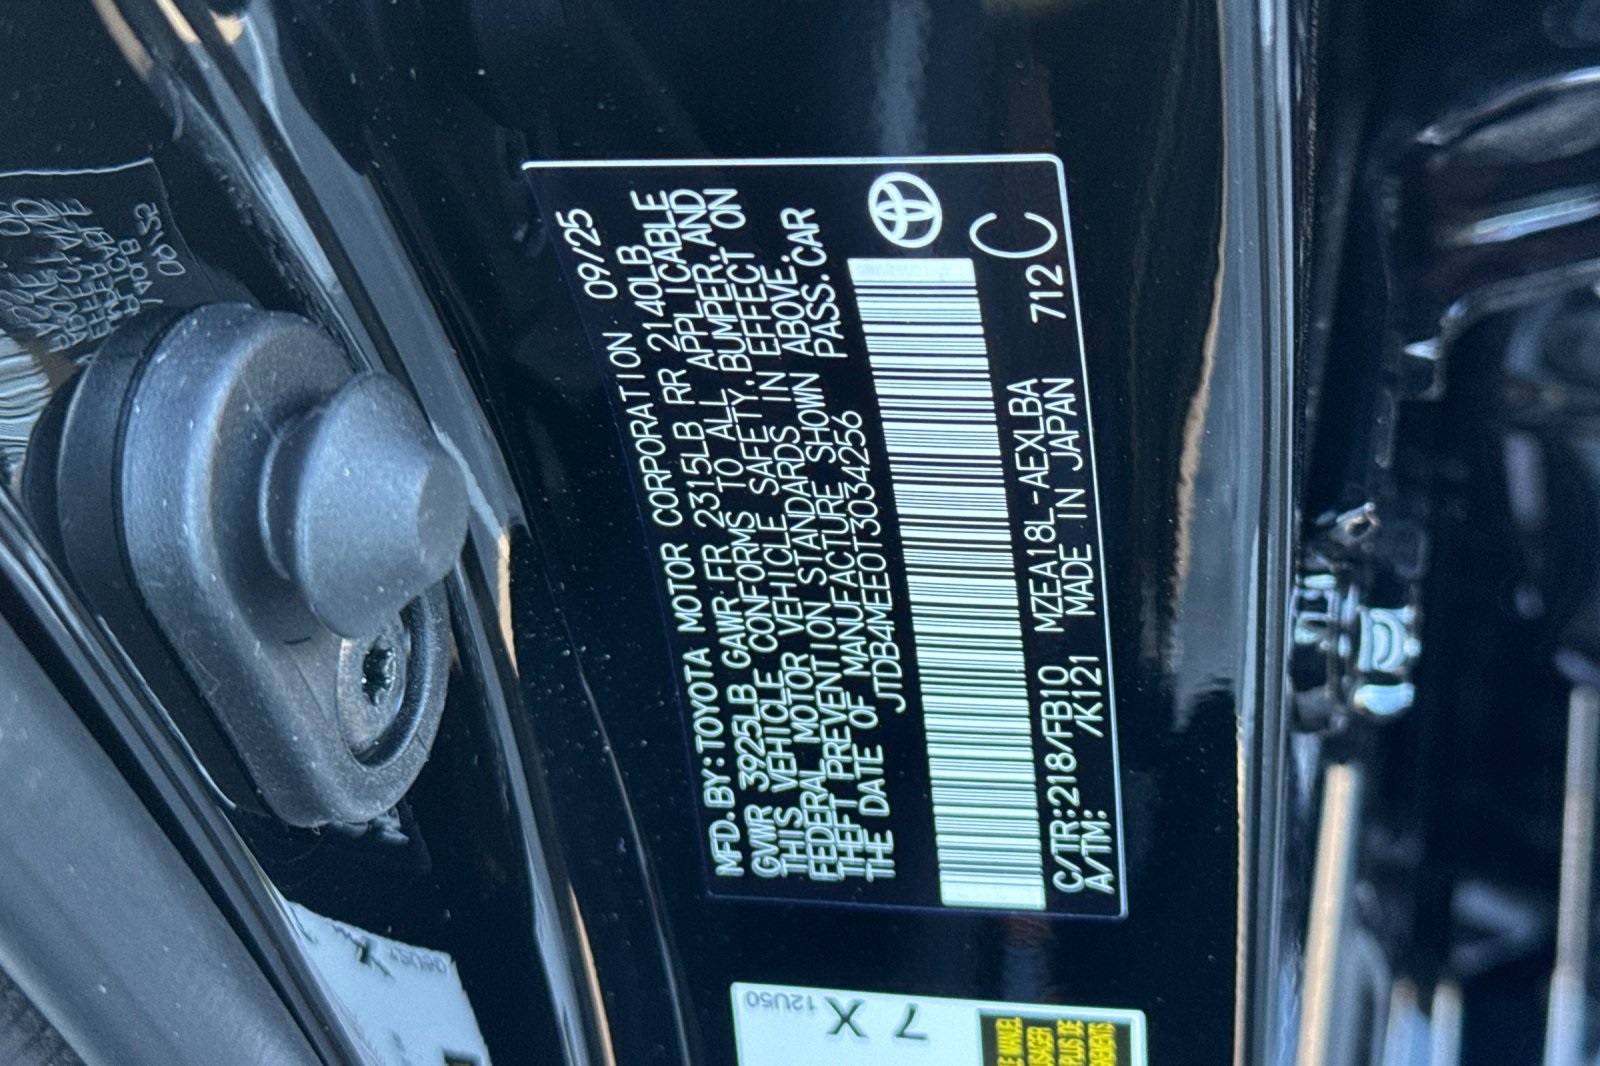 MFD.BY:TOYOTA MOTOR CORPORATION 09/25
GVWR 3925LB GAWR FR 2315LB RR 2140LB
THIS VEHICLE CONFORMS TO ALL APPLICABLE
FEDERAL MOTOR VEHICLE SAFETY,BUMPER,AND
THEFT PREVENTION STANDARDS IN EFFECT ON
THE DATE OF MANUFACTURE SHOWN ABOVE.
JTDB4MEE0T3034256 PASS.CAR
C/TR:218/FB10 MZEA18L-AEXLBA 712 C
A/TM: /K121 MADE IN JAPAN
12U50
7 X
09/25